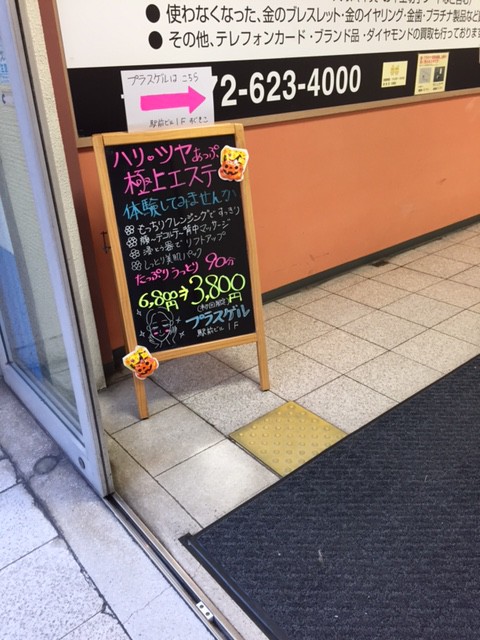 ● 使わなくなった、金のブレスレット・金のイヤリング・金歯・プラチナ製品など
● その他、テレフォンカード・ブランド品・ダイヤモンドの買取も行っております
72-623-4000
プラスゲルは こちら
駅前ビル 1F
ハリ・ツヤあっぷ
極上エステ
体験してみませんか
もっちりクレンジングですっきり
顔～デコルテ～背中マッサージ
リフトアップ
しっとり美肌パック
たっぷりうっとり 90分
6,800円→3,800円
プラスゲル
駅前ビル 1F